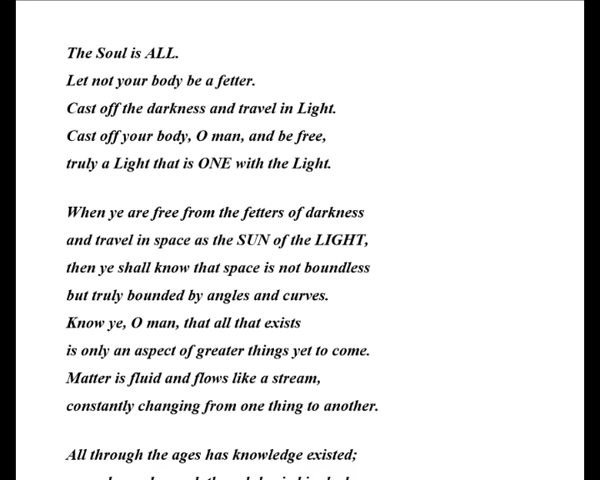 The Soul is ALL.
Let not your body be a fetter.
Cast off the darkness and travel in Light.
Cast off your body, O man, and be free,
truly a Light that is ONE with the Light.
When ye are free from the fetters of darkness
and travel in space as the SUN of the LIGHT,
then ye shall know that space is not boundless
but truly bounded by angles and curves.
Know ye, O man, that all that exists
is only an aspect of greater things yet to come.
Matter is fluid and flows like a stream,
constantly changing from one thing to another.
All through the ages has knowledge existed;